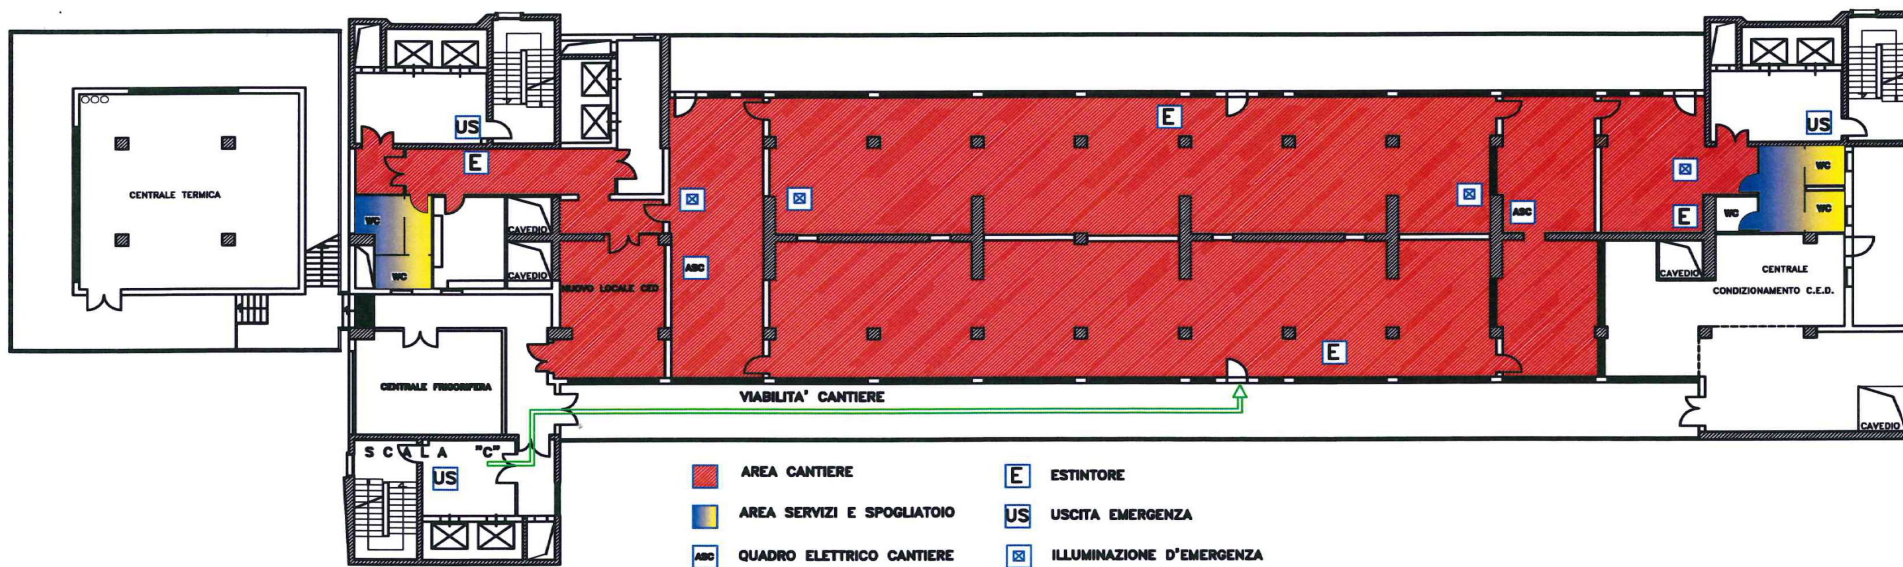 US
US
E
E
CENTRALE TERMICA
WC
WC
WC
WC
ASC
E
WC
CAVEDIO
ASC
CAVEDIO
WC
NUOVO LOCALE CED
CAVEDIO
CENTRALE
CONDIZIONAMENTO C.E.D.
E
CENTRALE FRIGORIFERA
VIABILITA' CANTIERE
CAVEDIO
SCALA "C"
US
AREA CANTIERE
E ESTINTORE
AREA SERVIZI E SPOGLIATOIO
US USCITA EMERGENZA
ASC QUADRO ELETTRICO CANTIERE
ILLUMINAZIONE D'EMERGENZA